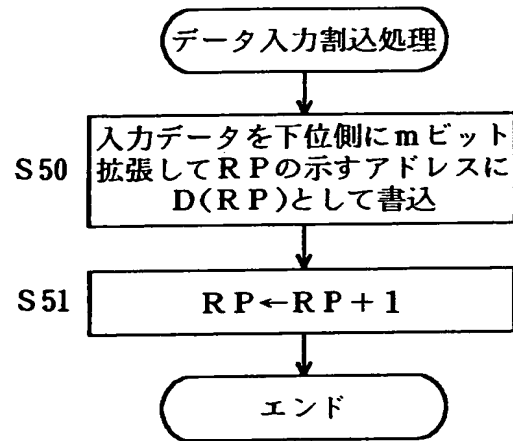 データ入力割込処理
S50
入力データを下位側にmビット
拡張してRPの示すアドレスに
D(RP)として書込
S51
RP←RP+1
エンド